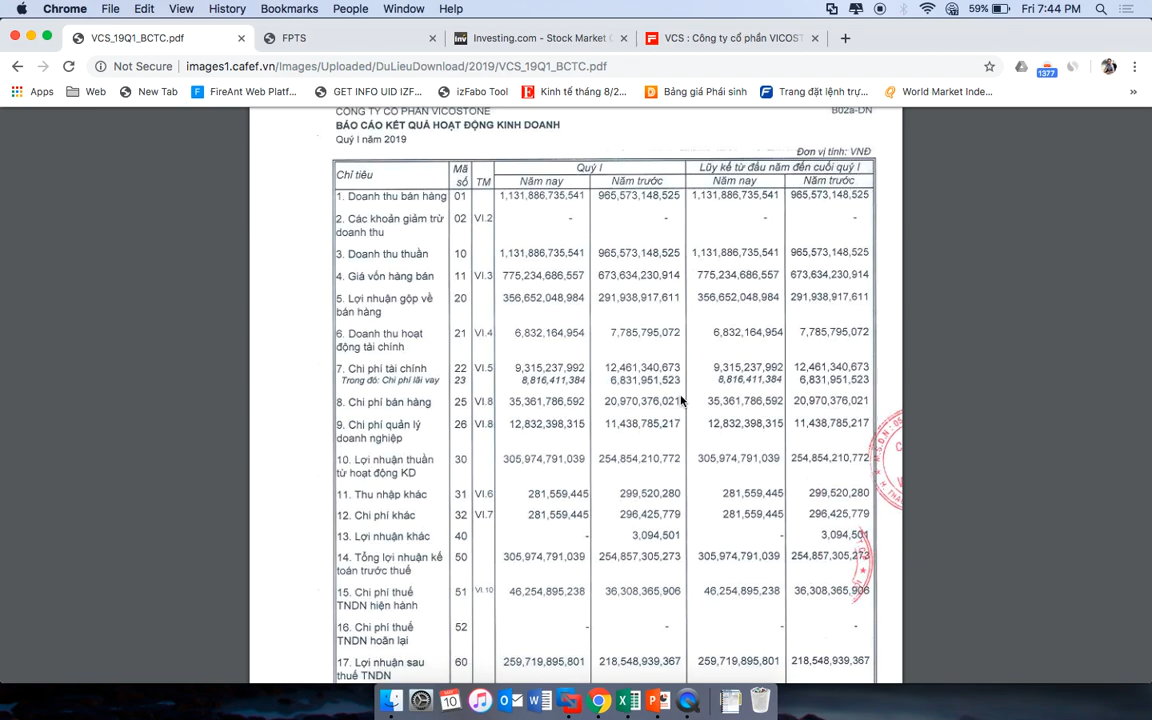 Chrome File Edit View History Bookmarks People Window Help 59% Fri 7:44 PM
VCS_19Q1_BCTC.pdf FPTS Investing.com - Stock Market VCS : Công ty cổ phần VICOST
Not Secure images1.cafef.vn/Images/Uploaded/DuLieuDownload/2019/VCS_19Q1_BCTC.pdf 1377
Apps Web New Tab FireAnt Web Platf... GET INFO UID IZF... izFabo Tool Kinh tế tháng 8/2... Bảng giá Phái sinh Trang đặt lệnh trự... World Market Inde... »
CÔNG TY CỔ PHẦN VICOSTONE B02a-DN
BÁO CÁO KẾT QUẢ HOẠT ĐỘNG KINH DOANH
Quý I năm 2019
Đơn vị tính: VNĐ
Chỉ tiêu Mã số TM Quý I Lũy kế từ đầu năm đến cuối quý I
Năm nay Năm trước Năm nay Năm trước
1. Doanh thu bán hàng 01 1,131,886,735,541 965,573,148,525 1,131,886,735,541 965,573,148,525
2. Các khoản giảm trừ 02 VI.2 - - - -
doanh thu
3. Doanh thu thuần 10 1,131,886,735,541 965,573,148,525 1,131,886,735,541 965,573,148,525
4. Giá vốn hàng bán 11 VI.3 775,234,686,557 673,634,230,914 775,234,686,557 673,634,230,914
5. Lợi nhuận gộp về 20 356,652,048,984 291,938,917,611 356,652,048,984 291,938,917,611
bán hàng
6. Doanh thu hoạt 21 VI.4 6,832,164,954 7,785,795,072 6,832,164,954 7,785,795,072
động tài chính
7. Chi phí tài chính 22 VI.5 9,315,237,992 12,461,340,673 9,315,237,992 12,461,340,673
Trong đó: Chi phí lãi vay 23 8,816,411,384 6,831,951,523 8,816,411,384 6,831,951,523
8. Chi phí bán hàng 25 VI.8 35,361,786,592 20,970,376,021 35,361,786,592 20,970,376,021
9. Chi phí quản lý 26 VI.8 12,832,398,315 11,438,785,217 12,832,398,315 11,438,785,217
doanh nghiệp
10. Lợi nhuận thuần 30 305,974,791,039 254,854,210,772 305,974,791,039 254,854,210,772
từ hoạt động KD
11. Thu nhập khác 31 VI.6 281,559,445 299,520,280 281,559,445 299,520,280
12. Chi phí khác 32 VI.7 281,559,445 296,425,779 281,559,445 296,425,779
13. Lợi nhuận khác 40 - 3,094,501 - 3,094,501
14. Tổng lợi nhuận kế 50 305,974,791,039 254,857,305,273 305,974,791,039 254,857,305,273
toán trước thuế
15. Chi phí thuế 51 VI.10 46,254,895,238 36,308,365,906 46,254,895,238 36,308,365,906
TNDN hiện hành
16. Chi phí thuế 52 - - - -
TNDN hoãn lại
17. Lợi nhuận sau 60 259,719,895,801 218,548,939,367 259,719,895,801 218,548,939,367
thuế TNDN